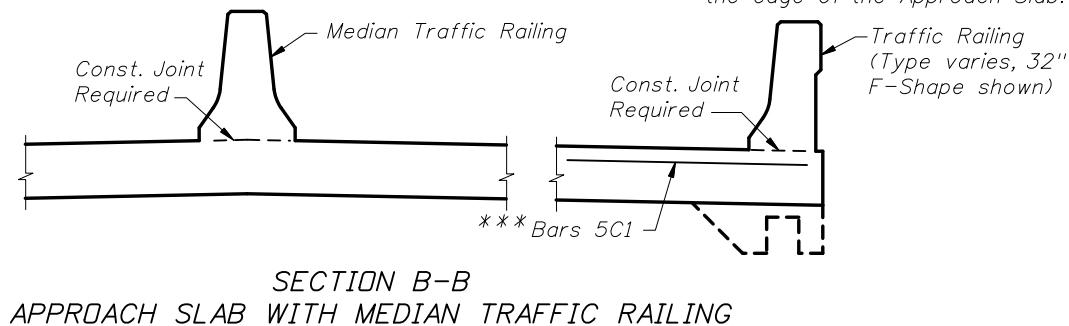 the edge of the Approach Slab.
Median Traffic Railing
Const. Joint
Required
Traffic Railing
(Type varies, 32"
F-Shape shown)
Const. Joint
Required
*** Bars 5C1
SECTION B-B
APPROACH SLAB WITH MEDIAN TRAFFIC RAILING